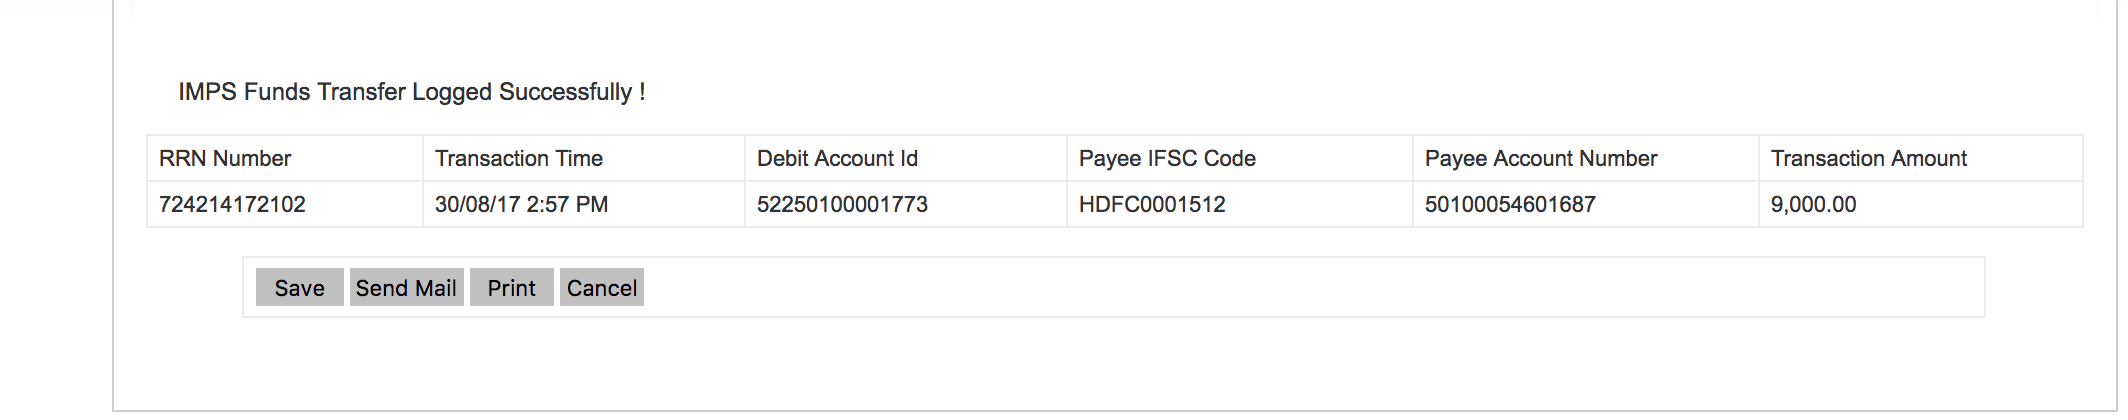 IMPS Funds Transfer Logged Successfully !
RRN Number Transaction Time Debit Account Id Payee IFSC Code Payee Account Number Transaction Amount
724214172102 30/08/17 2:57 PM 52250100001773 HDFC0001512 50100054601687 9,000.00
Save Send Mail Print Cancel